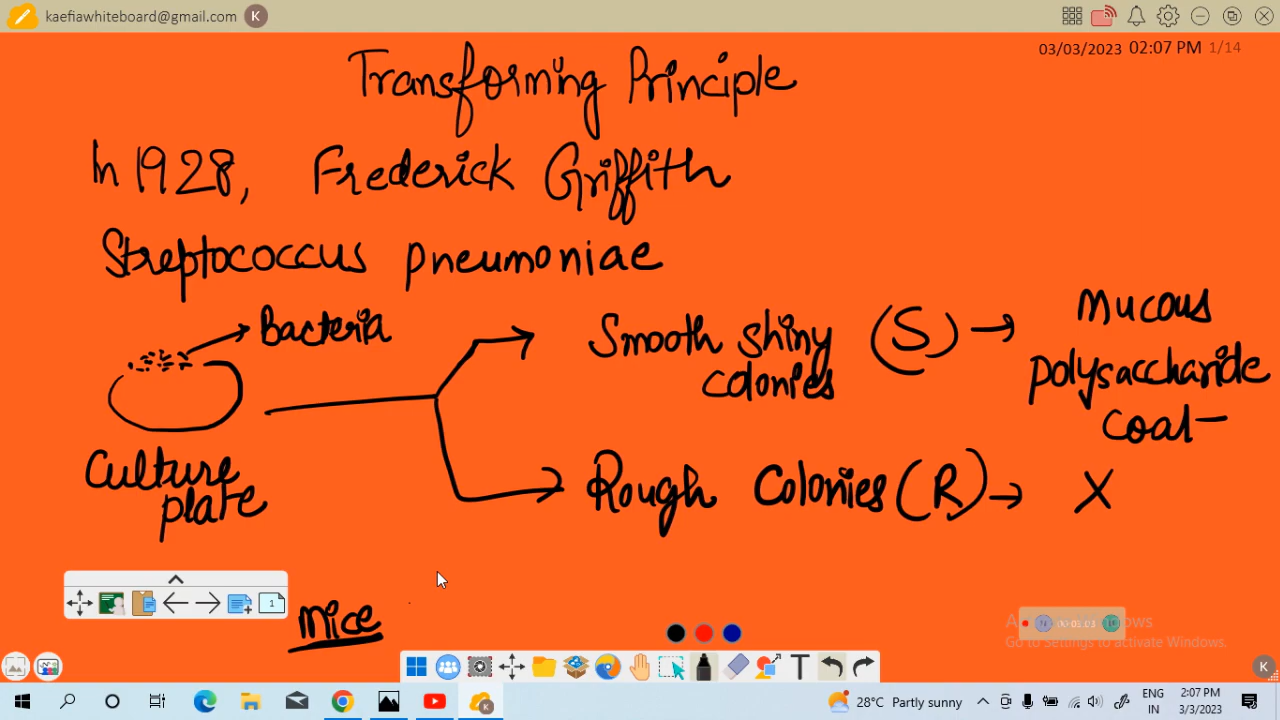 kaefiawhiteboard@gmail.com K
03/03/2023 02:07 PM 1/14
Transforming Principle
In 1928, Frederick Griffith
Streptococcus pneumoniae
Bacteria
Smooth shiny colonies (S) → Mucous polysaccharide coat
Culture plate
Rough Colonies (R) → X
1
Mice
T
Go to Settings to activate Windows.
K
28°C Partly sunny
ENG
IN
2:07 PM
3/3/2023